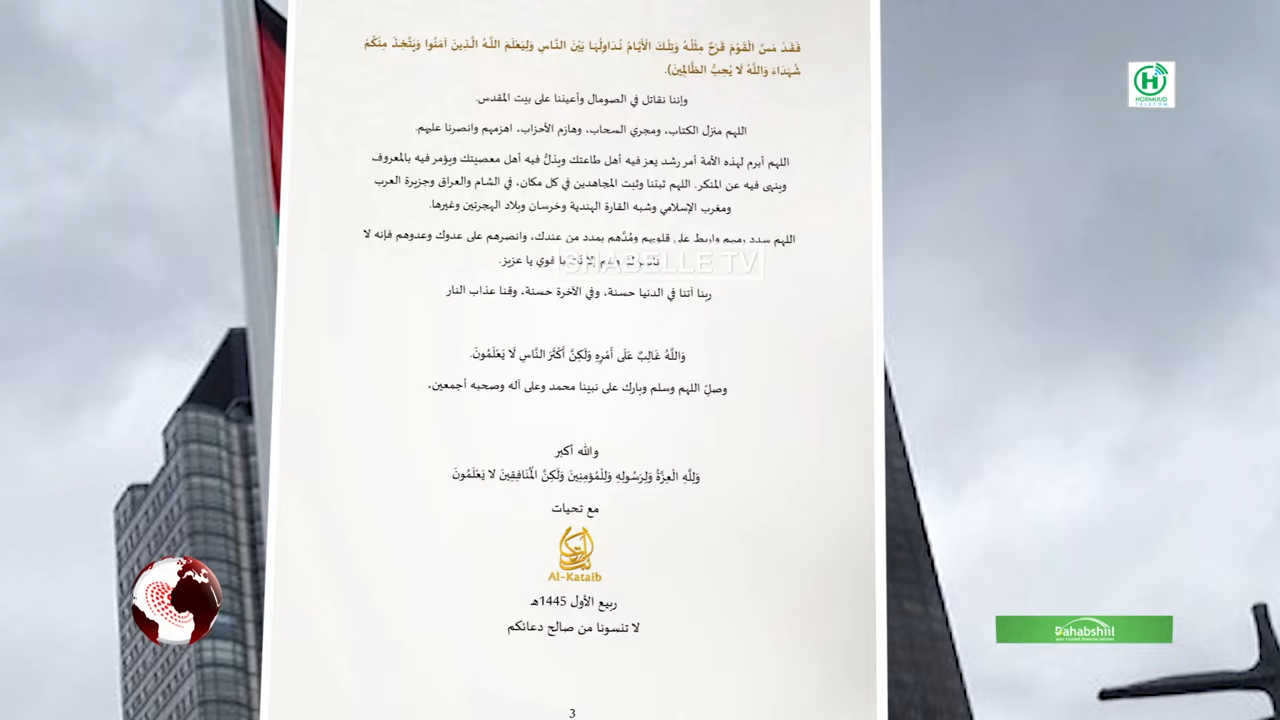 فَقَدْ مَسَّ الْقَوْمَ قَرْحٌ مِثْلُهُ وَتِلْكَ الْأَيَّامُ نُدَاوِلُهَا بَيْنَ النَّاسِ وَلِيَعْلَمَ اللَّهُ الَّذِينَ آمَنُوا وَيَتَّخِذَ مِنْكُمْ
شُهَدَاءَ وَاللَّهُ لَا يُحِبُّ الظَّالِمِينَ).
وإننا نقاتل في الصومال وأعيننا على بيت المقدس.
اللهم منزل الكتاب، ومجري السحاب، وهازم الأحزاب، اهزمهم وانصرنا عليهم.
اللهم أبرم لهذه الأمة أمر رشد يعز فيه أهل طاعتك ويذلُّ فيه أهل معصيتك ويؤمر فيه بالمعروف
وينهى فيه عن المنكر. اللهم ثبتنا وثبت المجاهدين في كل مكان، في الشام والعراق وجزيرة العرب
ومغرب الإسلامي وشبه القارة الهندية وخرسان وبلاد الهجرتين وغيرها.
اللهم سدد رميهم واربط على قلوبهم ومُدَّهم بمدد من عندك، وانصرهم على عدوك وعدوهم فإنه لا
إلا أنت يا قوي يا عزيز.
SHABELLE TV
ربنا آتنا في الدنيا حسنة، وفي الآخرة حسنة، وقنا عذاب النار
وَاللَّهُ غَالِبٌ عَلَى أَمْرِهِ وَلَكِنَّ أَكْثَرَ النَّاسِ لَا يَعْلَمُونَ.
وصلِّ اللهم وسلم وبارك على نبينا محمد وعلى آله وصحبه أجمعين،
والله أكبر
وَلِلَّهِ الْعِزَّةُ وَلِرَسُولِهِ وَلِلْمُؤمِنِينَ وَلَكِنَّ الْمُنَافِقِينَ لا يَعْلَمُونَ
مع تحيات
Al-Kataib
ربيع الأول 1445هـ
لا تنسونا من صالح دعائكم
3
HORMUUD
TELECOM
Dahabshiil